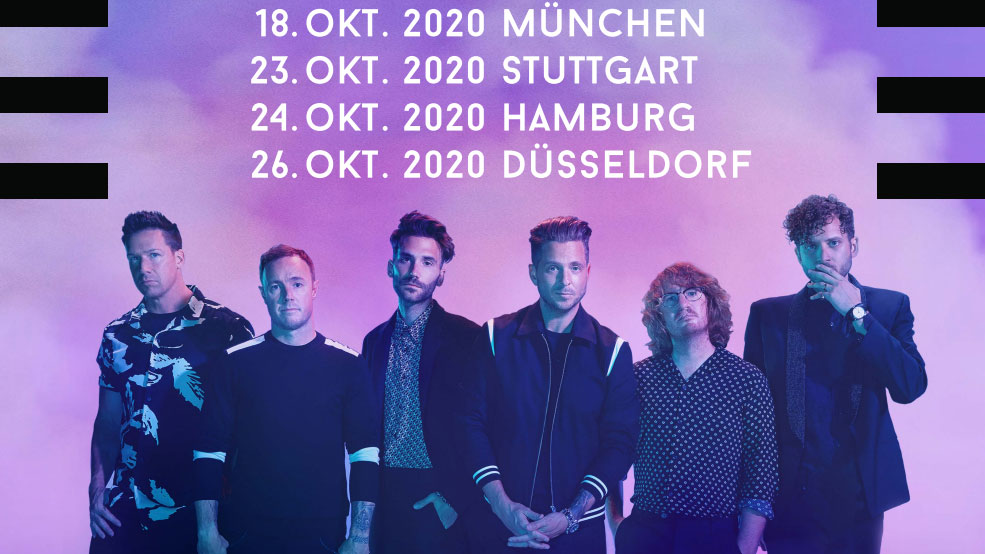 18. OKT. 2020 MÜNCHEN
23. OKT. 2020 STUTTGART
24. OKT. 2020 HAMBURG
26. OKT. 2020 DÜSSELDORF